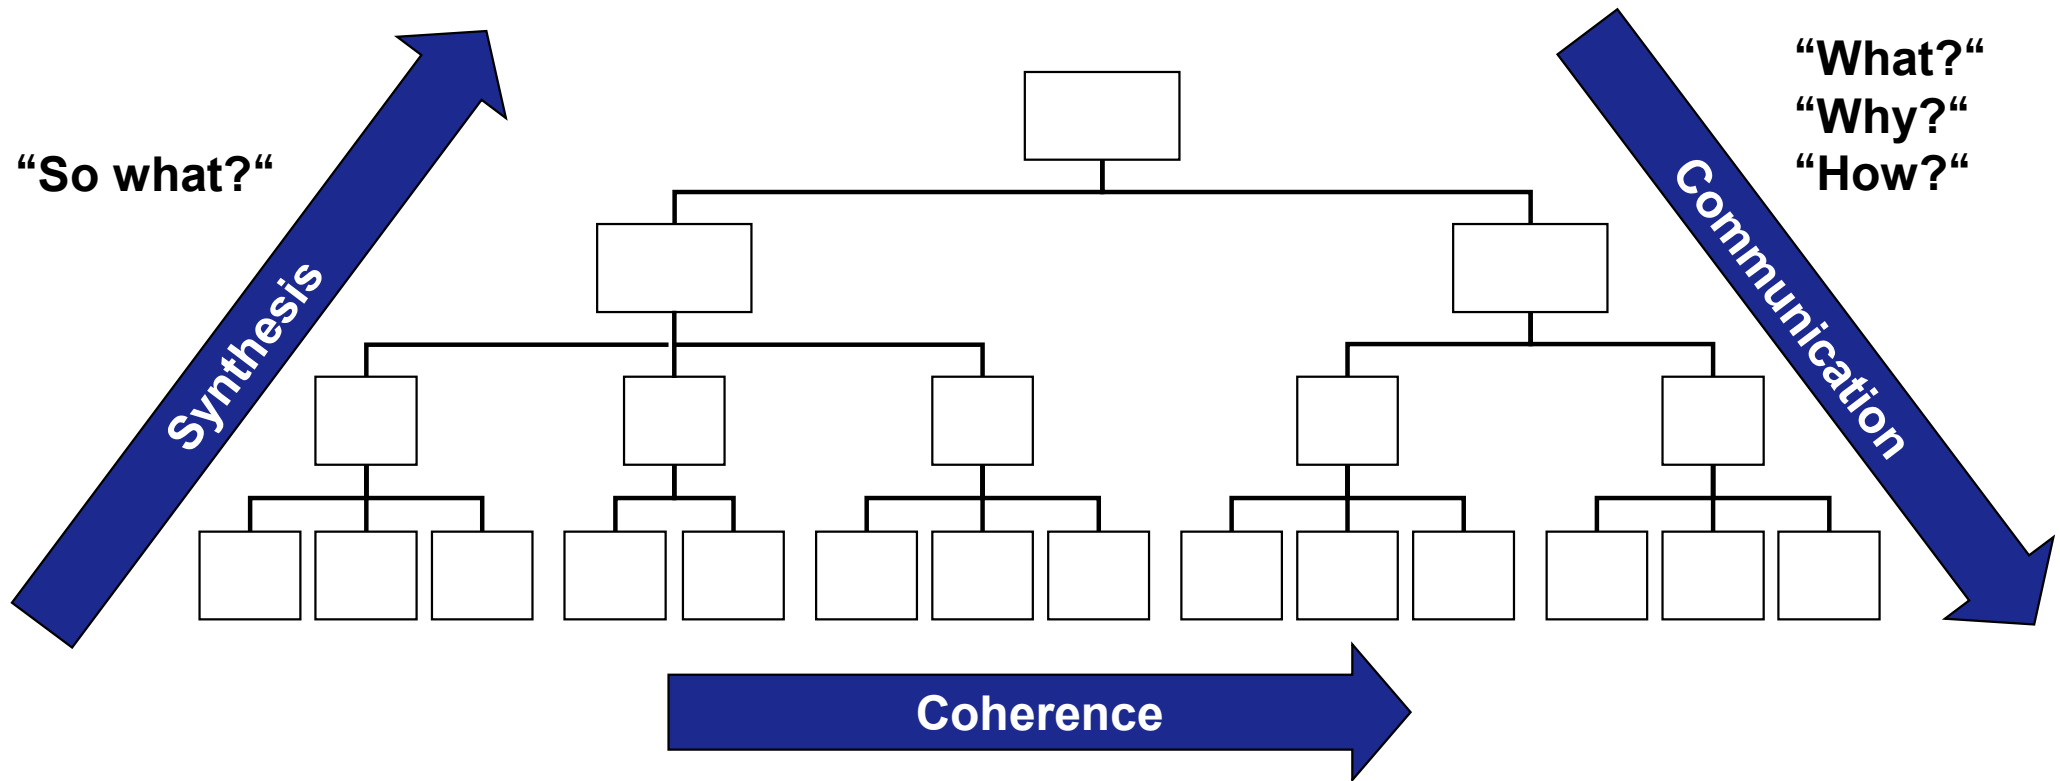 “So what?“
Synthesis
“What?“
“Why?“
“How?“
Communication
Coherence